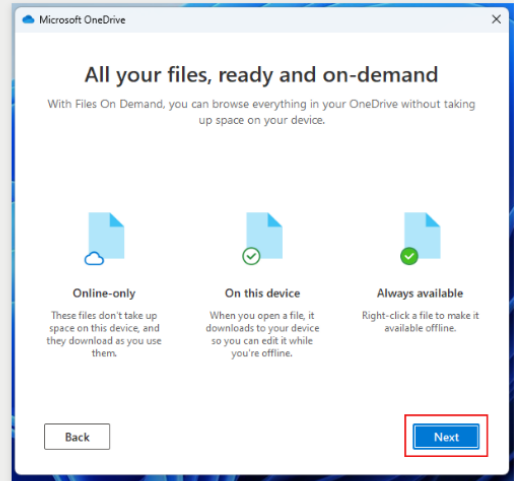 Microsoft OneDrive
All your files, ready and on-demand
With Files On Demand, you can browse everything in your OneDrive without taking
up space on your device.
Online-only
These files don't take up
space on this device, and
they download as you use
them.
On this device
When you open a file, it
downloads to your device
so you can edit it while
you're offline.
Always available
Right-click a file to make it
available offline.
Back
Next